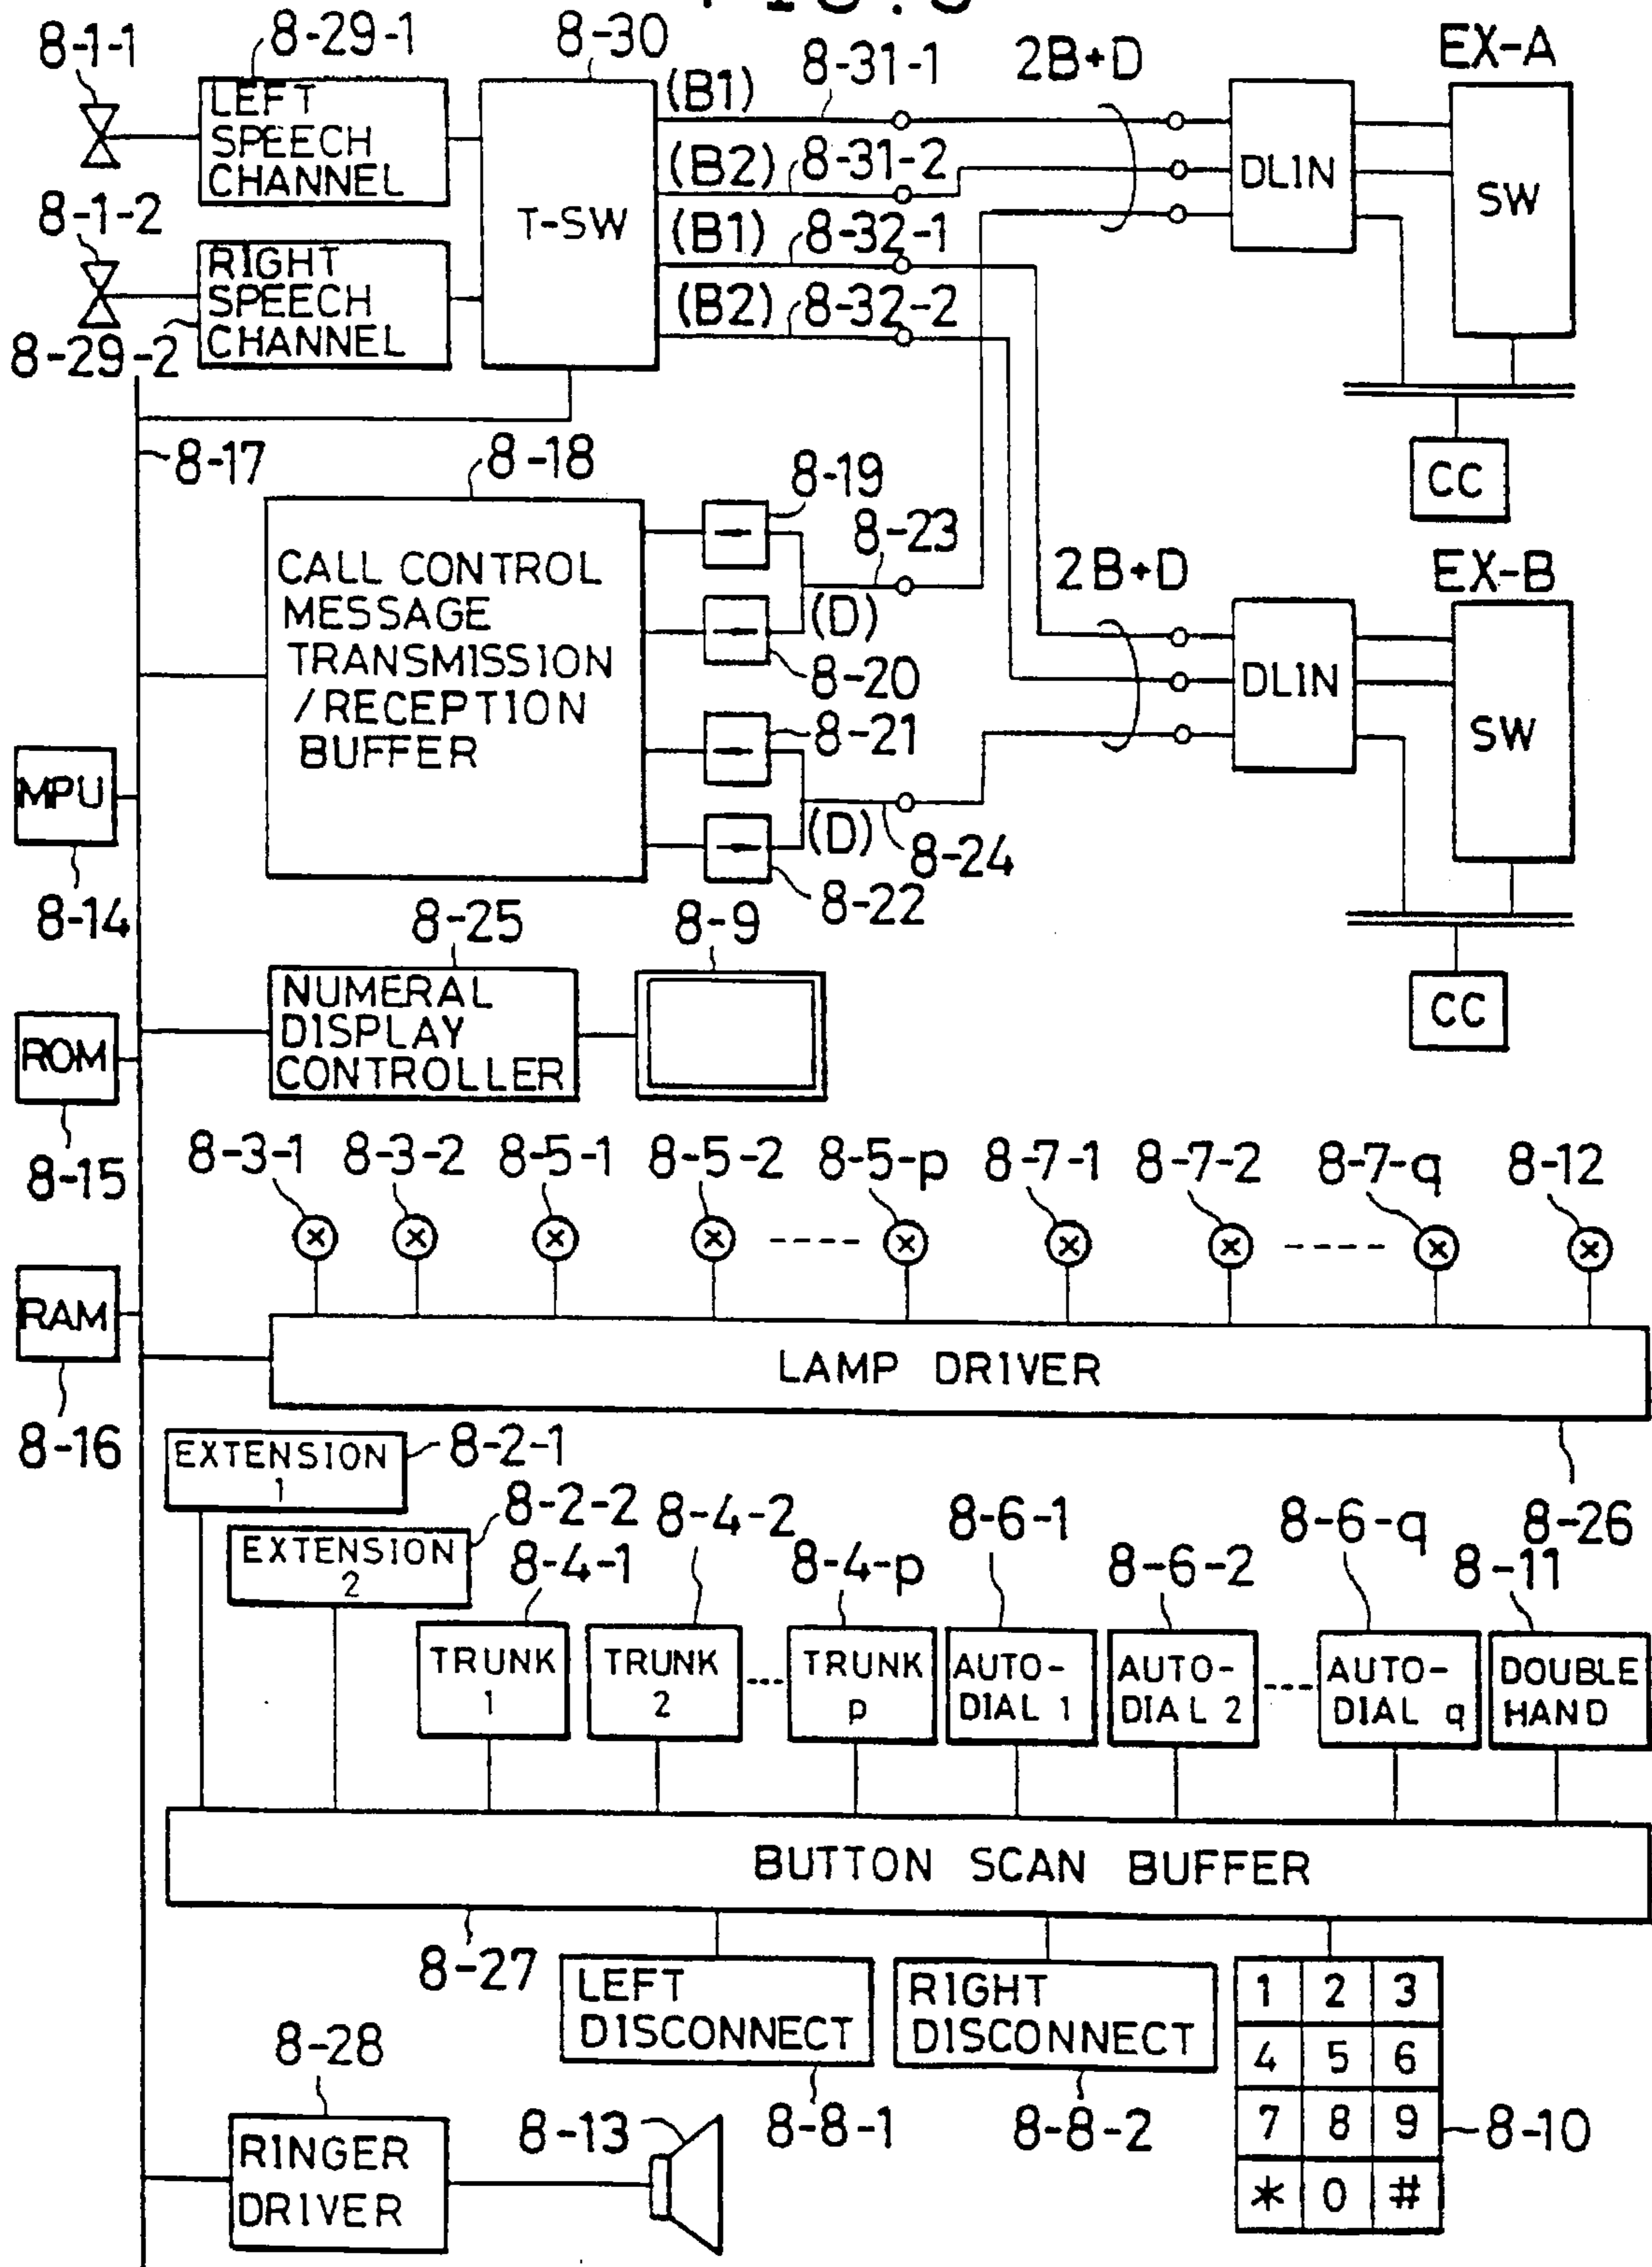 8-1-1
8-29-1
8-30
8-31-1
2B+D
EX-A
LEFT
SPEECH
CHANNEL
(B1)
(B2)
8-31-2
T-SW
DLIN
SW
8-1-2
(B1)
8-32-1
RIGHT
SPEECH
CHANNEL
(B2)
8-32-2
8-29-2
8-17
8-18
8-19
CC
8-23
CALL CONTROL
MESSAGE
TRANSMISSION
/RECEPTION
BUFFER
(D)
8-20
2B+D
EX-B
DLIN
SW
8-21
MPU
(D)
8-24
8-22
8-14
8-25
8-9
NUMERAL
DISPLAY
CONTROLLER
CC
ROM
8-15
8-3-1
8-3-2
8-5-1
8-5-2
8-5-p
8-7-1
8-7-2
8-7-q
8-12
RAM
LAMP DRIVER
8-16
EXTENSION
1
8-2-1
8-26
EXTENSION
2
8-2-2
8-4-1
8-4-2
8-4-p
8-6-1
8-6-2
8-6-q
8-11
TRUNK
1
TRUNK
2
TRUNK
p
AUTO-
DIAL 1
AUTO-
DIAL 2
AUTO-
DIAL q
DOUBLE
HAND
BUTTON SCAN BUFFER
8-27
LEFT
DISCONNECT
RIGHT
DISCONNECT
1 2 3
4 5 6
7 8 9
* 0 #
8-8-1
8-8-2
8-10
8-28
8-13
RINGER
DRIVER